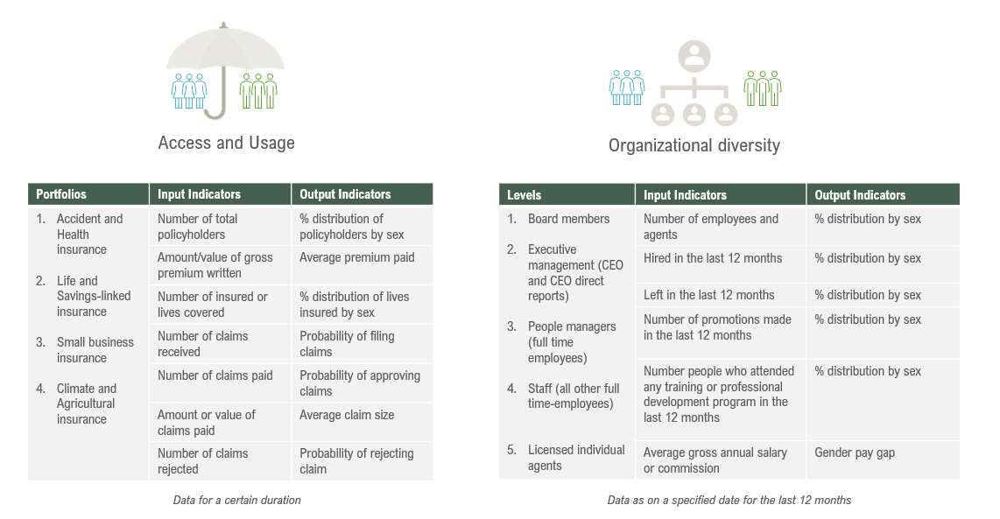 Access and Usage
Portfolios
Input Indicators
Output Indicators
1. Accident and
Health
insurance
2. Life and
Savings-linked
insurance
3. Small business
insurance
4. Climate and
Agricultural
insurance
Number of total
policyholders
% distribution of
policyholders by sex
Amount/value of gross
premium written
Average premium paid
Number of insured or
lives covered
% distribution of lives
insured by sex
Number of claims
received
Probability of filing
claims
Number of claims paid
Probability of approving
claims
Amount or value of
claims paid
Average claim size
Number of claims
rejected
Probability of rejecting
claim
Data for a certain duration
Organizational diversity
Levels
Input Indicators
Output Indicators
1. Board members
2. Executive
management (CEO
and CEO direct
reports)
3. People managers
(full time
employees)
4. Staff (all other full
time-employees)
5. Licensed individual
agents
Number of employees and
agents
% distribution by sex
Hired in the last 12 months
% distribution by sex
Left in the last 12 months
% distribution by sex
Number of promotions made
in the last 12 months
% distribution by sex
Number people who attended
any training or professional
development program in the
last 12 months
% distribution by sex
Average gross annual salary
or commission
Gender pay gap
Data as on a specified date for the last 12 months